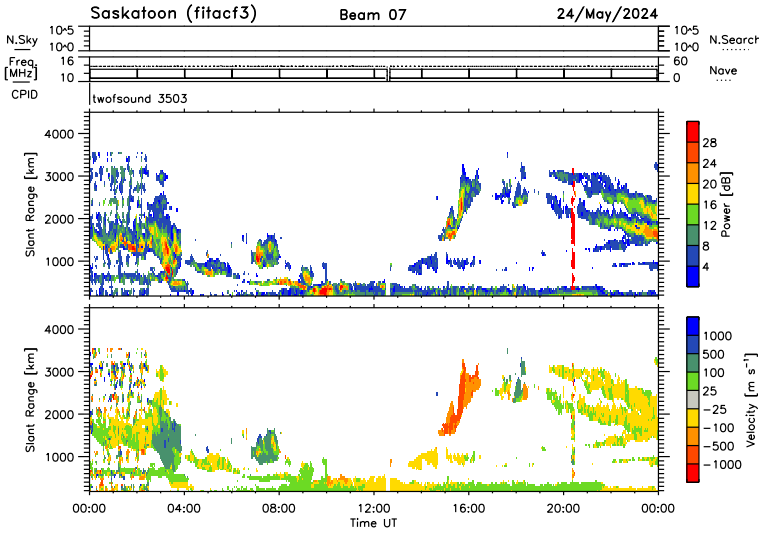 Saskatoon (fitacf3) Beam 07 24/May/2024
N.Sky 10^5 10^0 10^5 10^0 N.Search
Freq. [MHz] 16 10 60 0 Nave
CPID twofsound 3503
Slant Range [km] 4000 3000 2000 1000
28 24 20 16 12 8 4 Power [dB]
Slant Range [km] 4000 3000 2000 1000
1000 500 100 25 −25 −100 −500 −1000 Velocity [m s⁻¹]
00:00 04:00 08:00 12:00 16:00 20:00 00:00
Time UT